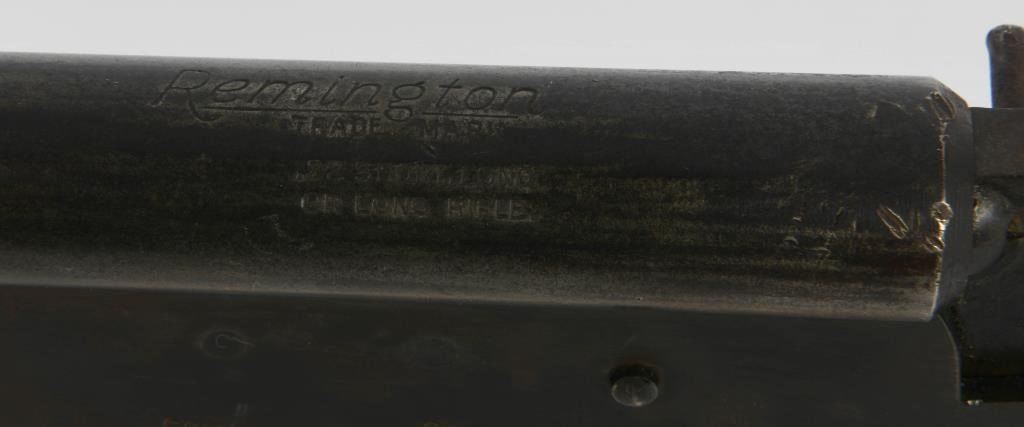 Remington
TRADE MARK
22 SHORT LONG
OR LONG RIFLE